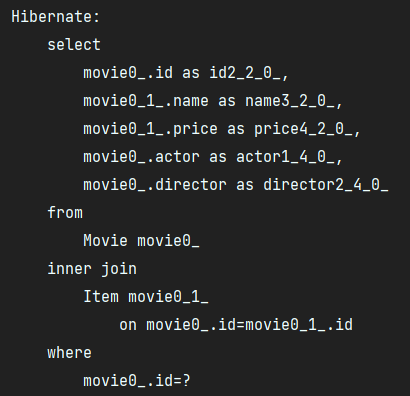 Hibernate:
    select
        movie0_.id as id2_2_0_,
        movie0_1_.name as name3_2_0_,
        movie0_1_.price as price4_2_0_,
        movie0_.actor as actor1_4_0_,
        movie0_.director as director2_4_0_
    from
        Movie movie0_
    inner join
        Item movie0_1_
            on movie0_.id=movie0_1_.id
    where
        movie0_.id=?